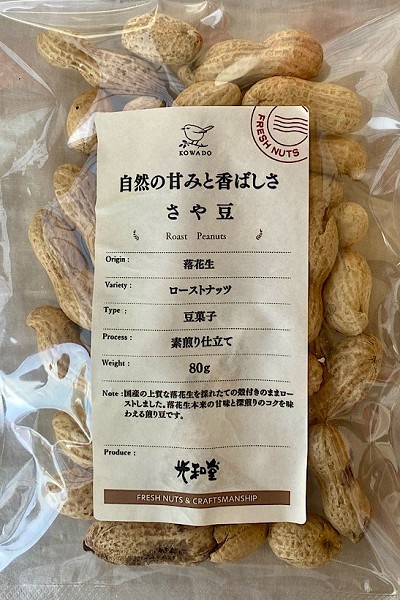 KOWADO
FRESH NUTS
自然の甘みと香ばしさ
さや豆
Roast Peanuts
Origin : 落花生
Variety : ローストナッツ
Type : 豆菓子
Process : 素煎り仕立て
Weight : 80g
Note : 国産の上質な落花生を採れたての殻付きのままロー
ストしました。落花生本来の甘味と深煎りのコクを味
わえる煎り豆です。
Produce : 光和堂
FRESH NUTS & CRAFTSMANSHIP